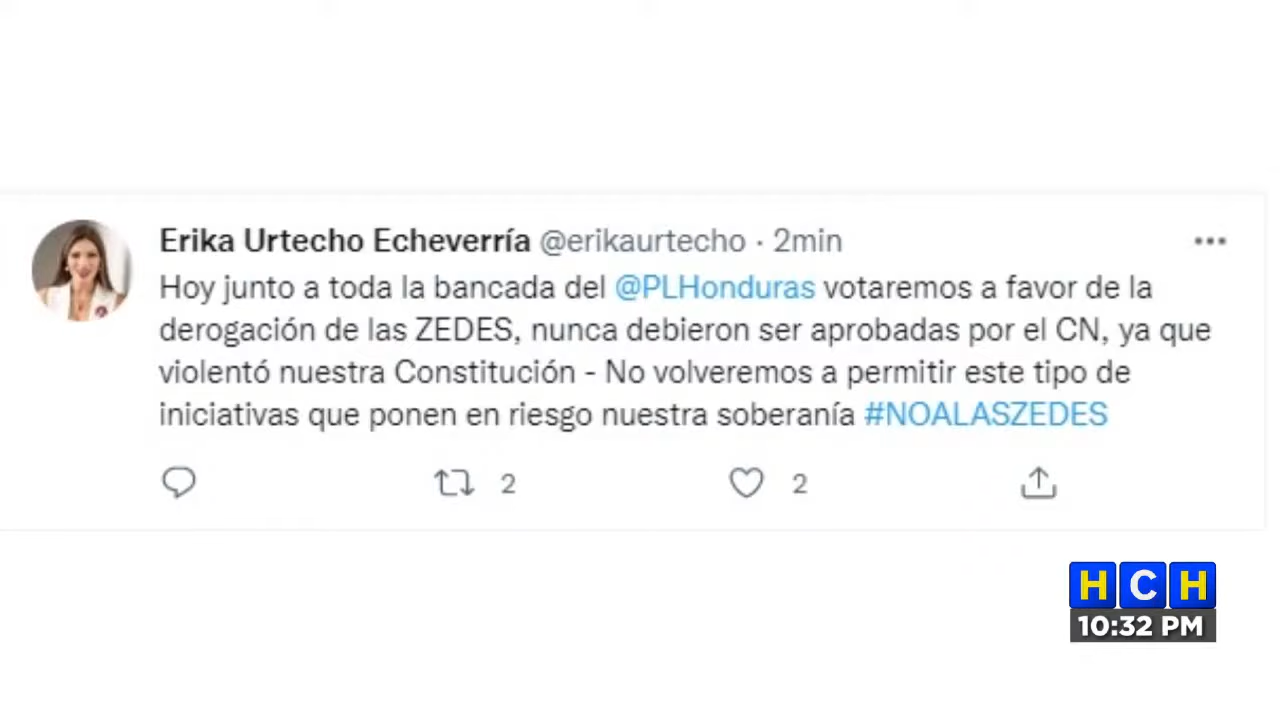 Erika Urtecho Echeverría @erikaurtecho · 2min
Hoy junto a toda la bancada del @PLHonduras votaremos a favor de la
derogación de las ZEDES, nunca debieron ser aprobadas por el CN, ya que
violentó nuestra Constitución - No volveremos a permitir este tipo de
iniciativas que ponen en riesgo nuestra soberanía #NOALASZEDES
2 2
HCH
10:32 PM